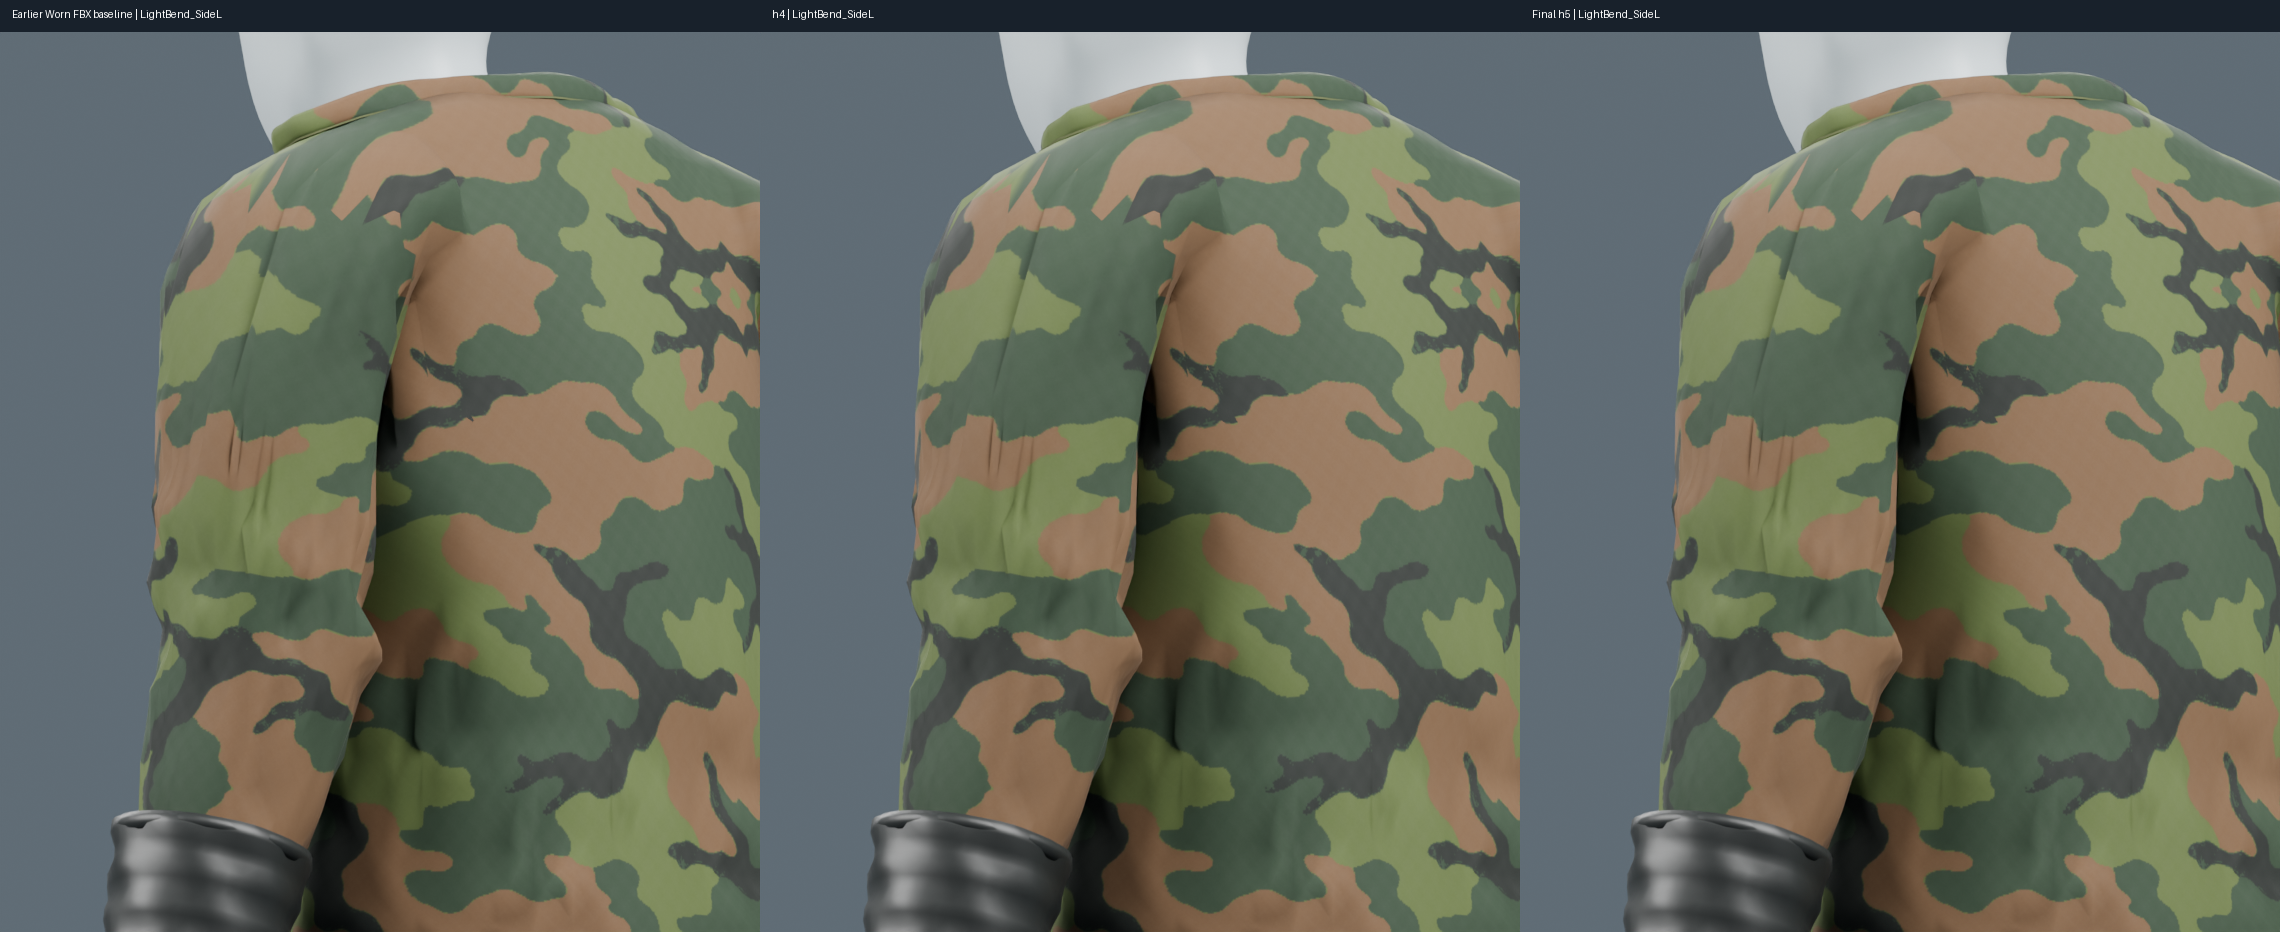 Earlier Worn FBX baseline | LightBend_SideL
h4 | LightBend_SideL
Final h5 | LightBend_SideL